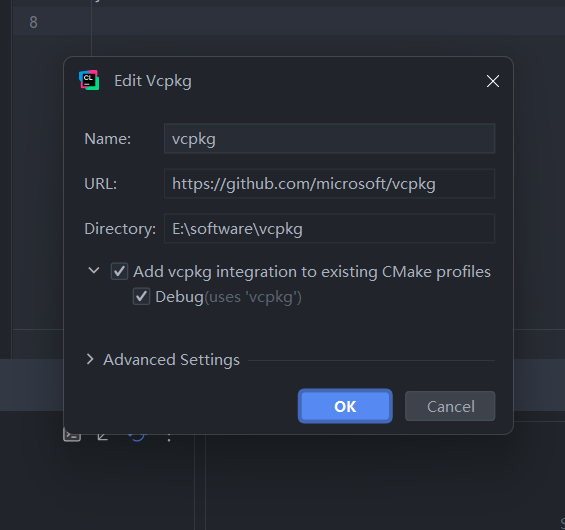 8
CL
Edit Vcpkg
Name: vcpkg
URL: https://github.com/microsoft/vcpkg
Directory: E:\software\vcpkg
Add vcpkg integration to existing CMake profiles
Debug(uses 'vcpkg')
Advanced Settings
OK Cancel